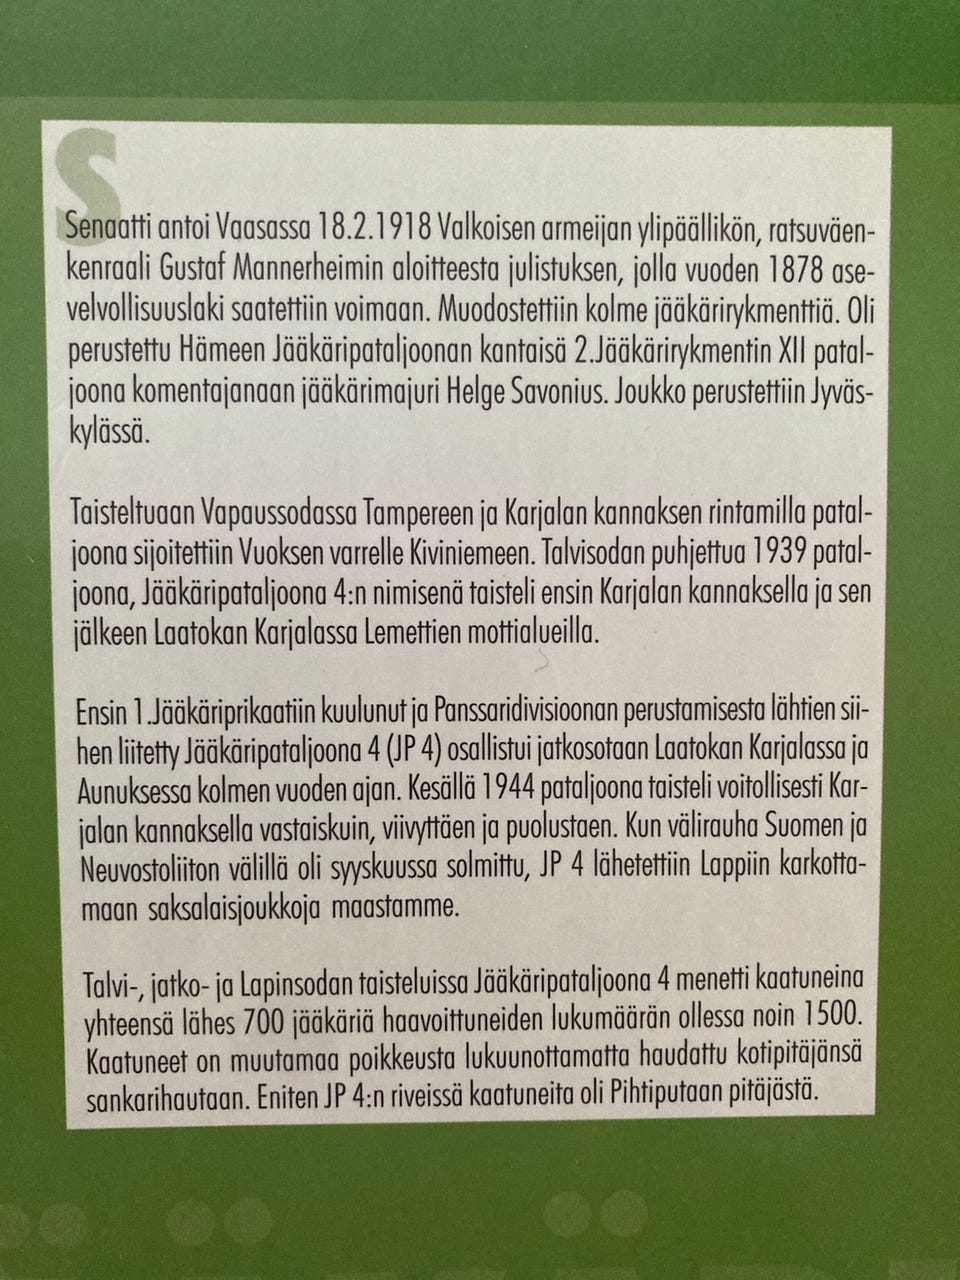 S
Senaatti antoi Vaasassa 18.2.1918 Valkoisen armeijan ylipäällikön, ratsuväen-
kenraali Gustaf Mannerheimin aloitteesta julistuksen, jolla vuoden 1878 ase-
velvollisuuslaki saatettiin voimaan. Muodostettiin kolme jääkärirykmenttiä. Oli
perustettu Hämeen Jääkäripataljoonan kantaisä 2.Jääkärirykmentin XII patal-
joona komentajanaan jääkärimajuri Helge Savonius. Joukko perustettiin Jyväs-
kylässä.
Taisteltuaan Vapaussodassa Tampereen ja Karjalan kannaksen rintamilla patal-
joona sijoitettiin Vuoksen varrelle Kiviniemeen. Talvisodan puhjettua 1939 patal-
joona, Jääkäripataljoona 4:n nimisenä taisteli ensin Karjalan kannaksella ja sen
jälkeen Laatokan Karjalassa Lemettien mottialueilla.
Ensin 1.Jääkäriprikaatiin kuulunut ja Panssaridivisioonan perustamisesta lähtien sii-
hen liitetty Jääkäripataljoona 4 (JP 4) osallistui jatkosotaan Laatokan Karjalassa ja
Aunuksessa kolmen vuoden ajan. Kesällä 1944 pataljoona taisteli voitollisesti Kar-
jalan kannaksella vastaiskuin, viivyttäen ja puolustaen. Kun välirauha Suomen ja
Neuvostoliiton välillä oli syyskuussa solmittu, JP 4 lähetettiin Lappiin karkotta-
maan saksalaisjoukkoja maastamme.
Talvi-, jatko- ja Lapinsodan taisteluissa Jääkäripataljoona 4 menetti kaatuneina
yhteensä lähes 700 jääkäriä haavoittuneiden lukumäärän ollessa noin 1500.
Kaatuneet on muutamaa poikkeusta lukuunottamatta haudattu kotipitäjänsä
sankarihautaan. Eniten JP 4:n riveissä kaatuneita oli Pihtiputaan pitäjästä.